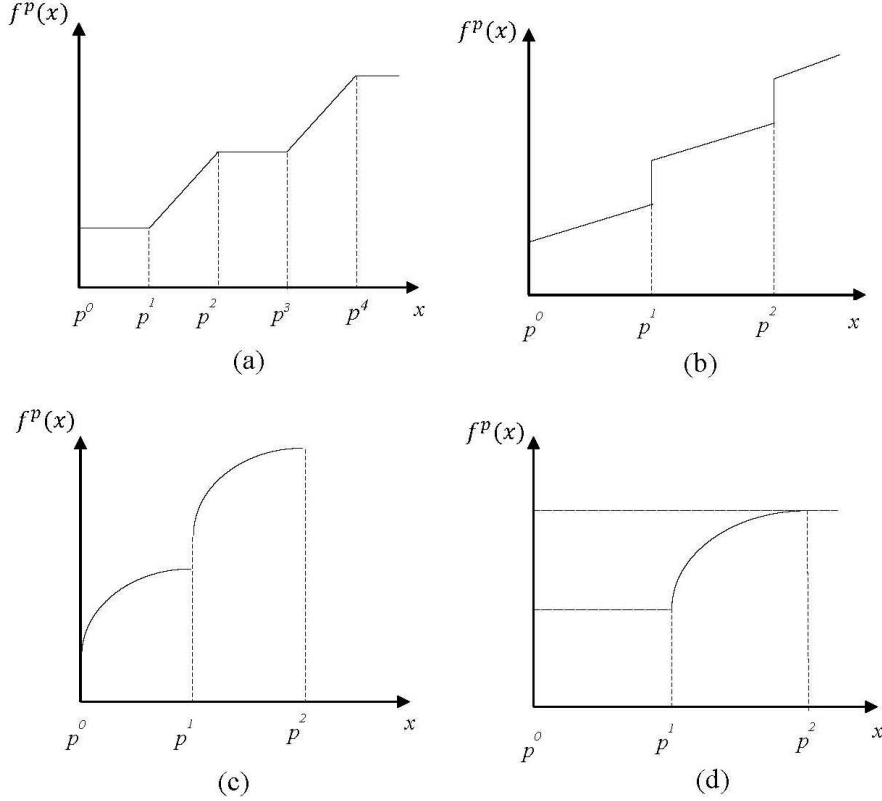 f^p(x)
p^0 p^1 p^2 p^3 p^4 x
(a)
f^p(x)
p^0 p^1 p^2 x
(b)
f^p(x)
p^0 p^1 p^2 x
(c)
f^p(x)
p^0 p^1 p^2 x
(d)